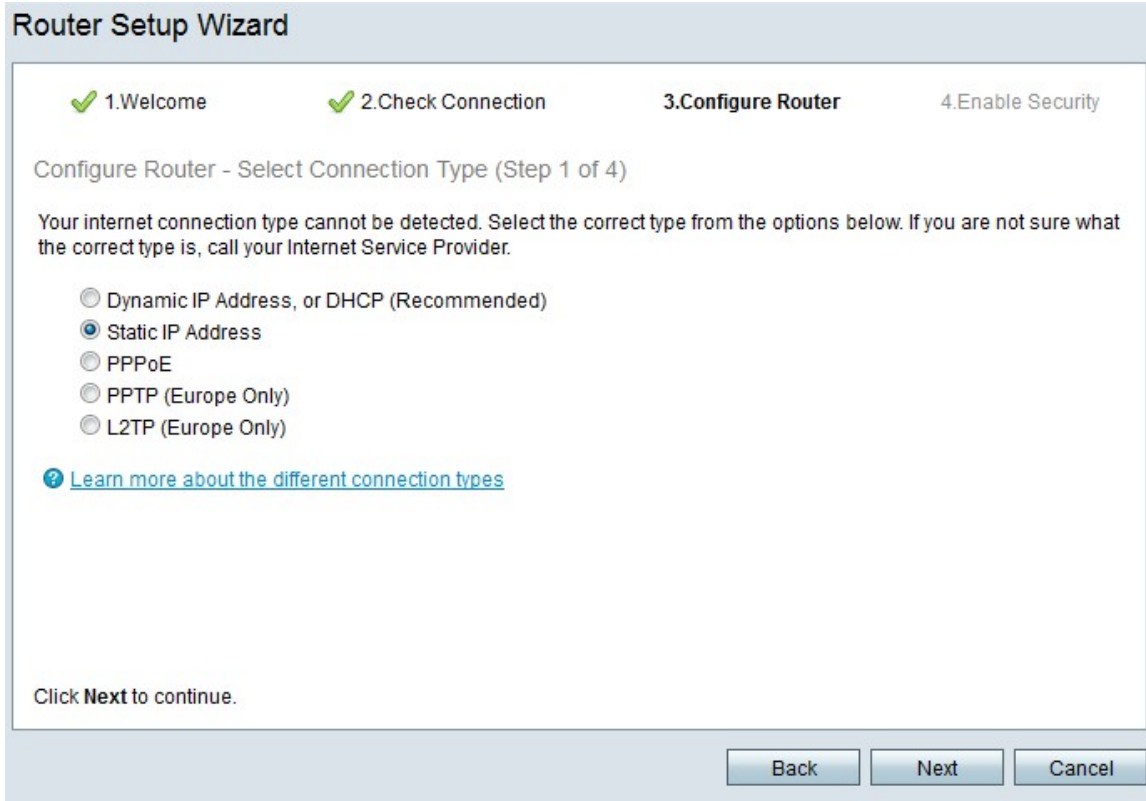 Router Setup Wizard
1.Welcome
2.Check Connection
3.Configure Router
4.Enable Security
Configure Router - Select Connection Type (Step 1 of 4)
Your internet connection type cannot be detected. Select the correct type from the options below. If you are not sure what
the correct type is, call your Internet Service Provider.
Dynamic IP Address, or DHCP (Recommended)
Static IP Address
PPPoE
PPTP (Europe Only)
L2TP (Europe Only)
? Learn more about the different connection types
Click Next to continue.
Back
Next
Cancel